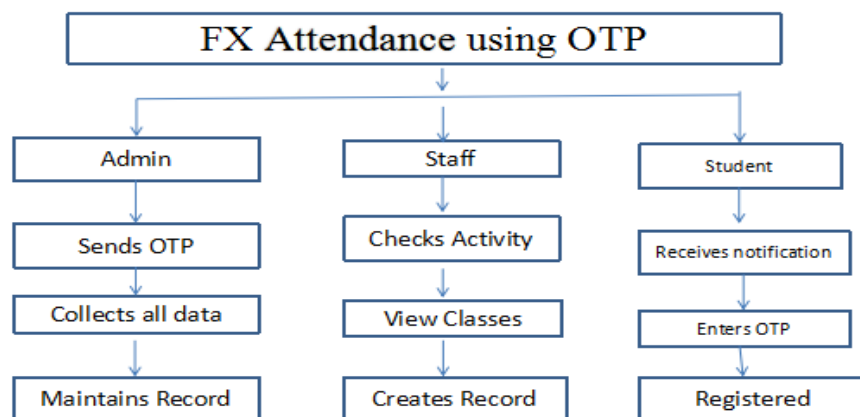 FX Attendance using OTP
Admin
Staff
Student
Sends OTP
Checks Activity
Receives notification
Collects all data
View Classes
Enters OTP
Maintains Record
Creates Record
Registered